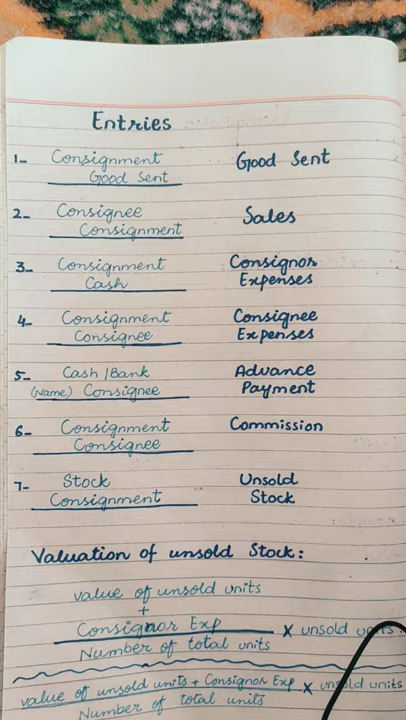 Entries
1- Consignment Good Sent
Good Sent
2- Consignee Sales
Consignment
3- Consignment Consignor
Cash Expenses
4- Consignment Consignee
Consignee Expenses
5- Cash/Bank Advance
(Name) Consignee Payment
6- Consignment Commission
Consignee
7- Stock Unsold
Consignment Stock
Valuation of unsold Stock:
value of unsold units
+
Consignor Exp × unsold units
Number of total units
value of unsold units + Consignor Exp × unsold units
Number of total units